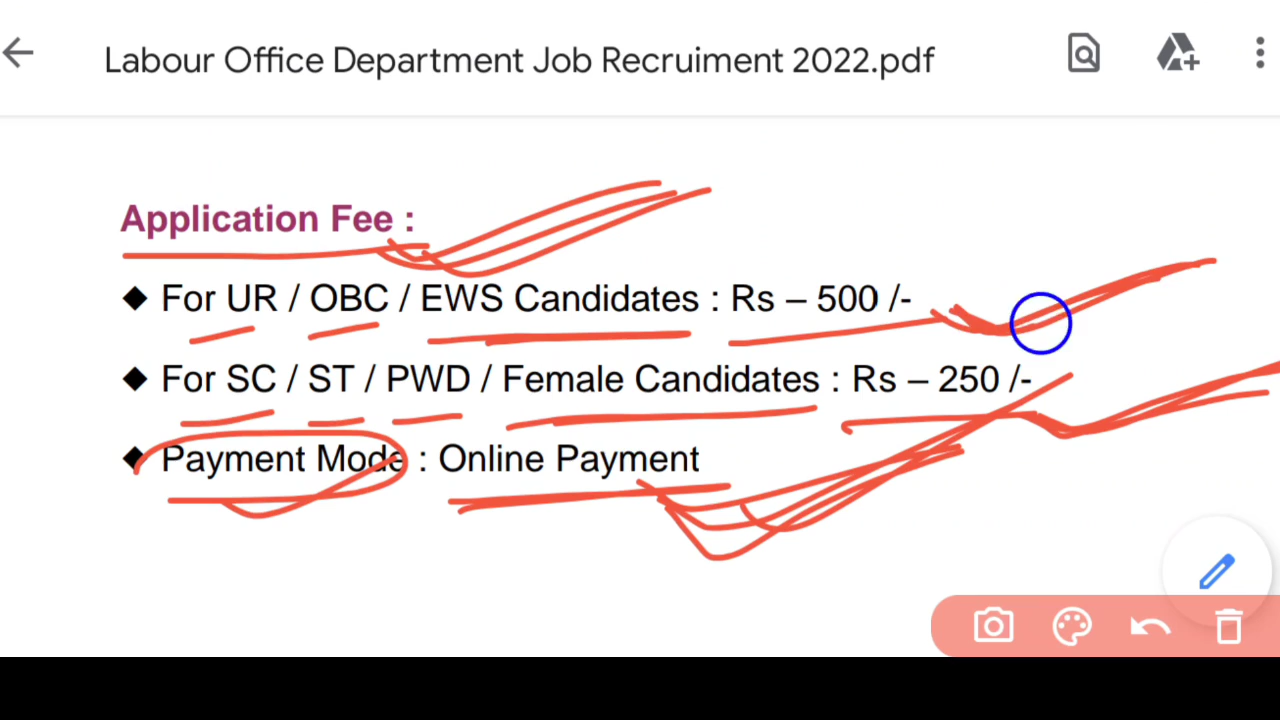 Labour Office Department Job Recruiment 2022.pdf
Application Fee :
◆ For UR / OBC / EWS Candidates : Rs – 500 /-
◆ For SC / ST / PWD / Female Candidates : Rs – 250 /-
◆ Payment Mode : Online Payment